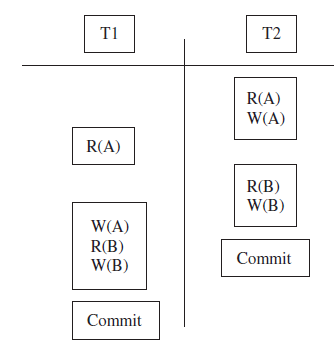 T1
T2
R(A)
W(A)
R(A)
R(B)
W(B)
W(A)
R(B)
W(B)
Commit
Commit